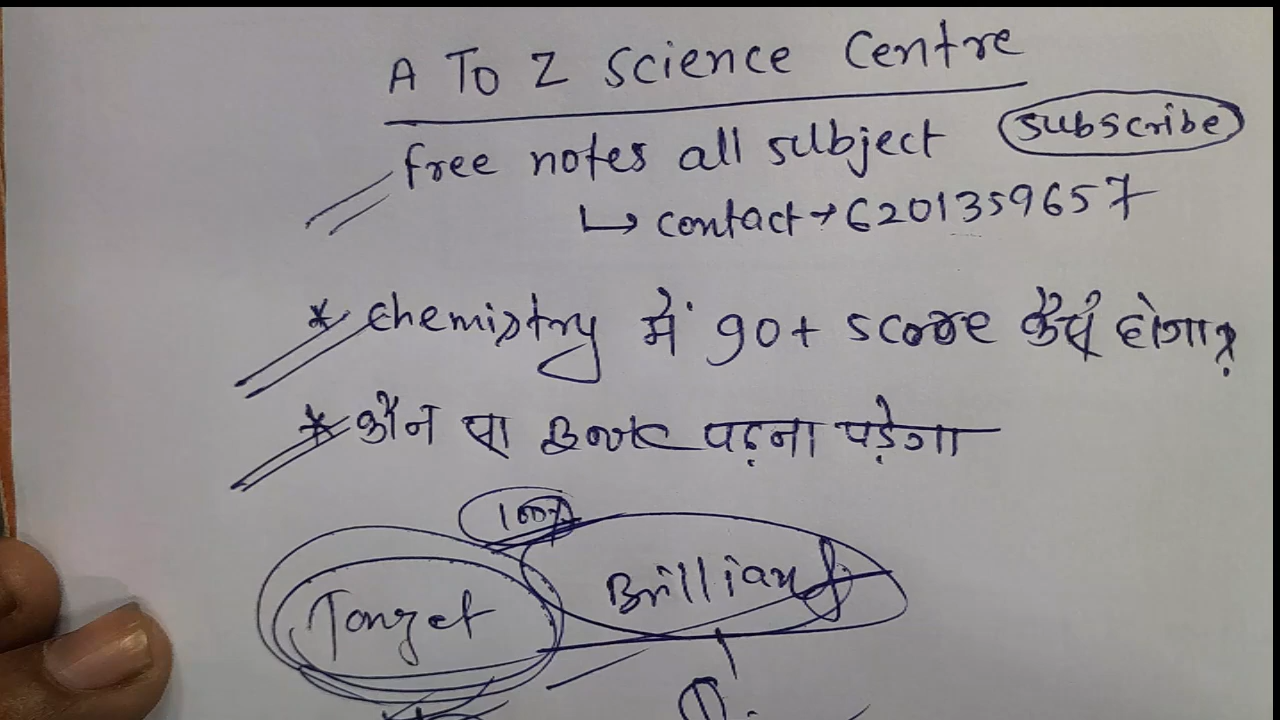 A To Z Science Centre
free notes all subject subscribe
↳ contact → 6201359657
* chemistry में 90+ score कैसे होगा?
* कौन सा Book पढ़ना पड़ेगा
100%
Target Brilliant